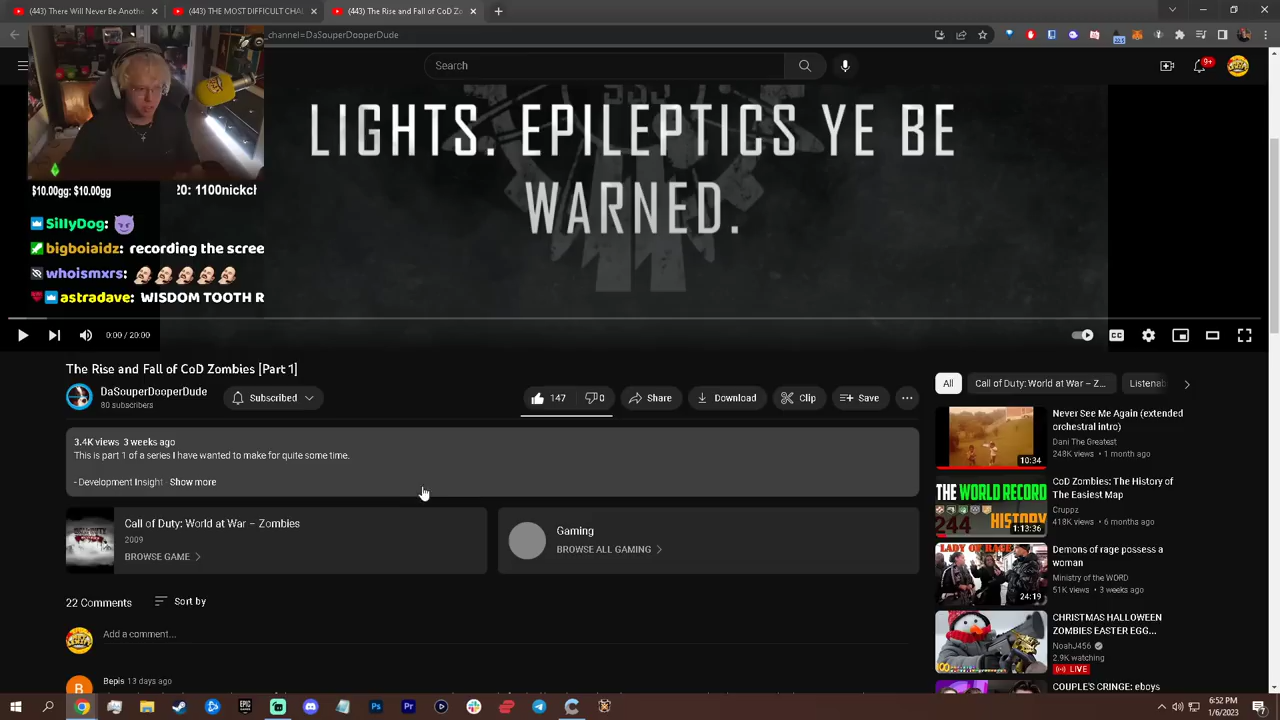 (443) There Will Never Be Anothe
(443) THE MOST DIFFICULT CHAL
(443) The Rise and Fall of CoD Zo
_channel=DaSouperDooperDude
Search
9+
LIGHTS. EPILEPTICS YE BE
WARNED.
$10.00gg: $10.00gg
20: 1100nickch
SillyDog:
bigboiaidz: recording the scree
whoismxrs:
astradave: WISDOM TOOTH R
0:00 / 20:00
CC
The Rise and Fall of CoD Zombies [Part 1]
DaSouperDooperDude
80 subscribers
Subscribed
147
0
Share
Download
Clip
Save
3.4K views 3 weeks ago
This is part 1 of a series I have wanted to make for quite some time.
- Development Insight Show more
Call of Duty: World at War – Zombies
2009
BROWSE GAME
Gaming
BROWSE ALL GAMING
22 Comments
Sort by
Add a comment...
B
Bepis 13 days ago
All
Call of Duty: World at War – Z...
Listenab
Never See Me Again (extended
orchestral intro)
Dani The Greatest
248K views • 1 month ago
10:34
CoD Zombies: The History of
The Easiest Map
Cruppz
418K views • 6 months ago
THE WORLD RECORD
244 HISTORY
1:13:36
Demons of rage possess a
woman
Ministry of the WORD
51K views • 3 weeks ago
LADY OF RAGE
24:19
CHRISTMAS HALLOWEEN
ZOMBIES EASTER EGG...
NoahJ456
2.9K watching
LIVE
COUPLE'S CRINGE: eboys
6:52 PM
1/6/2023